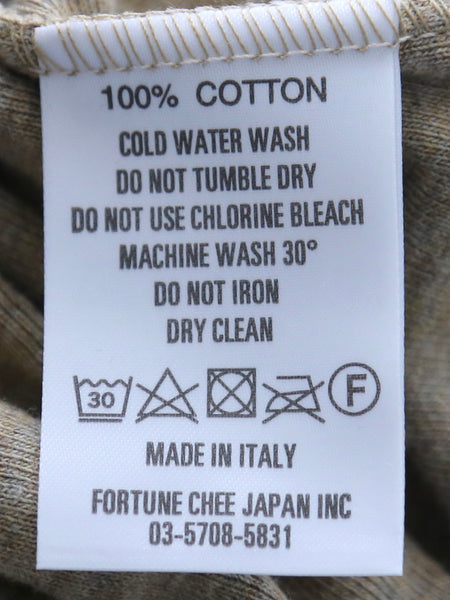 100% COTTON
COLD WATER WASH
DO NOT TUMBLE DRY
DO NOT USE CHLORINE BLEACH
MACHINE WASH 30°
DO NOT IRON
DRY CLEAN
30 F
MADE IN ITALY
FORTUNE CHEE JAPAN INC
03-5708-5831